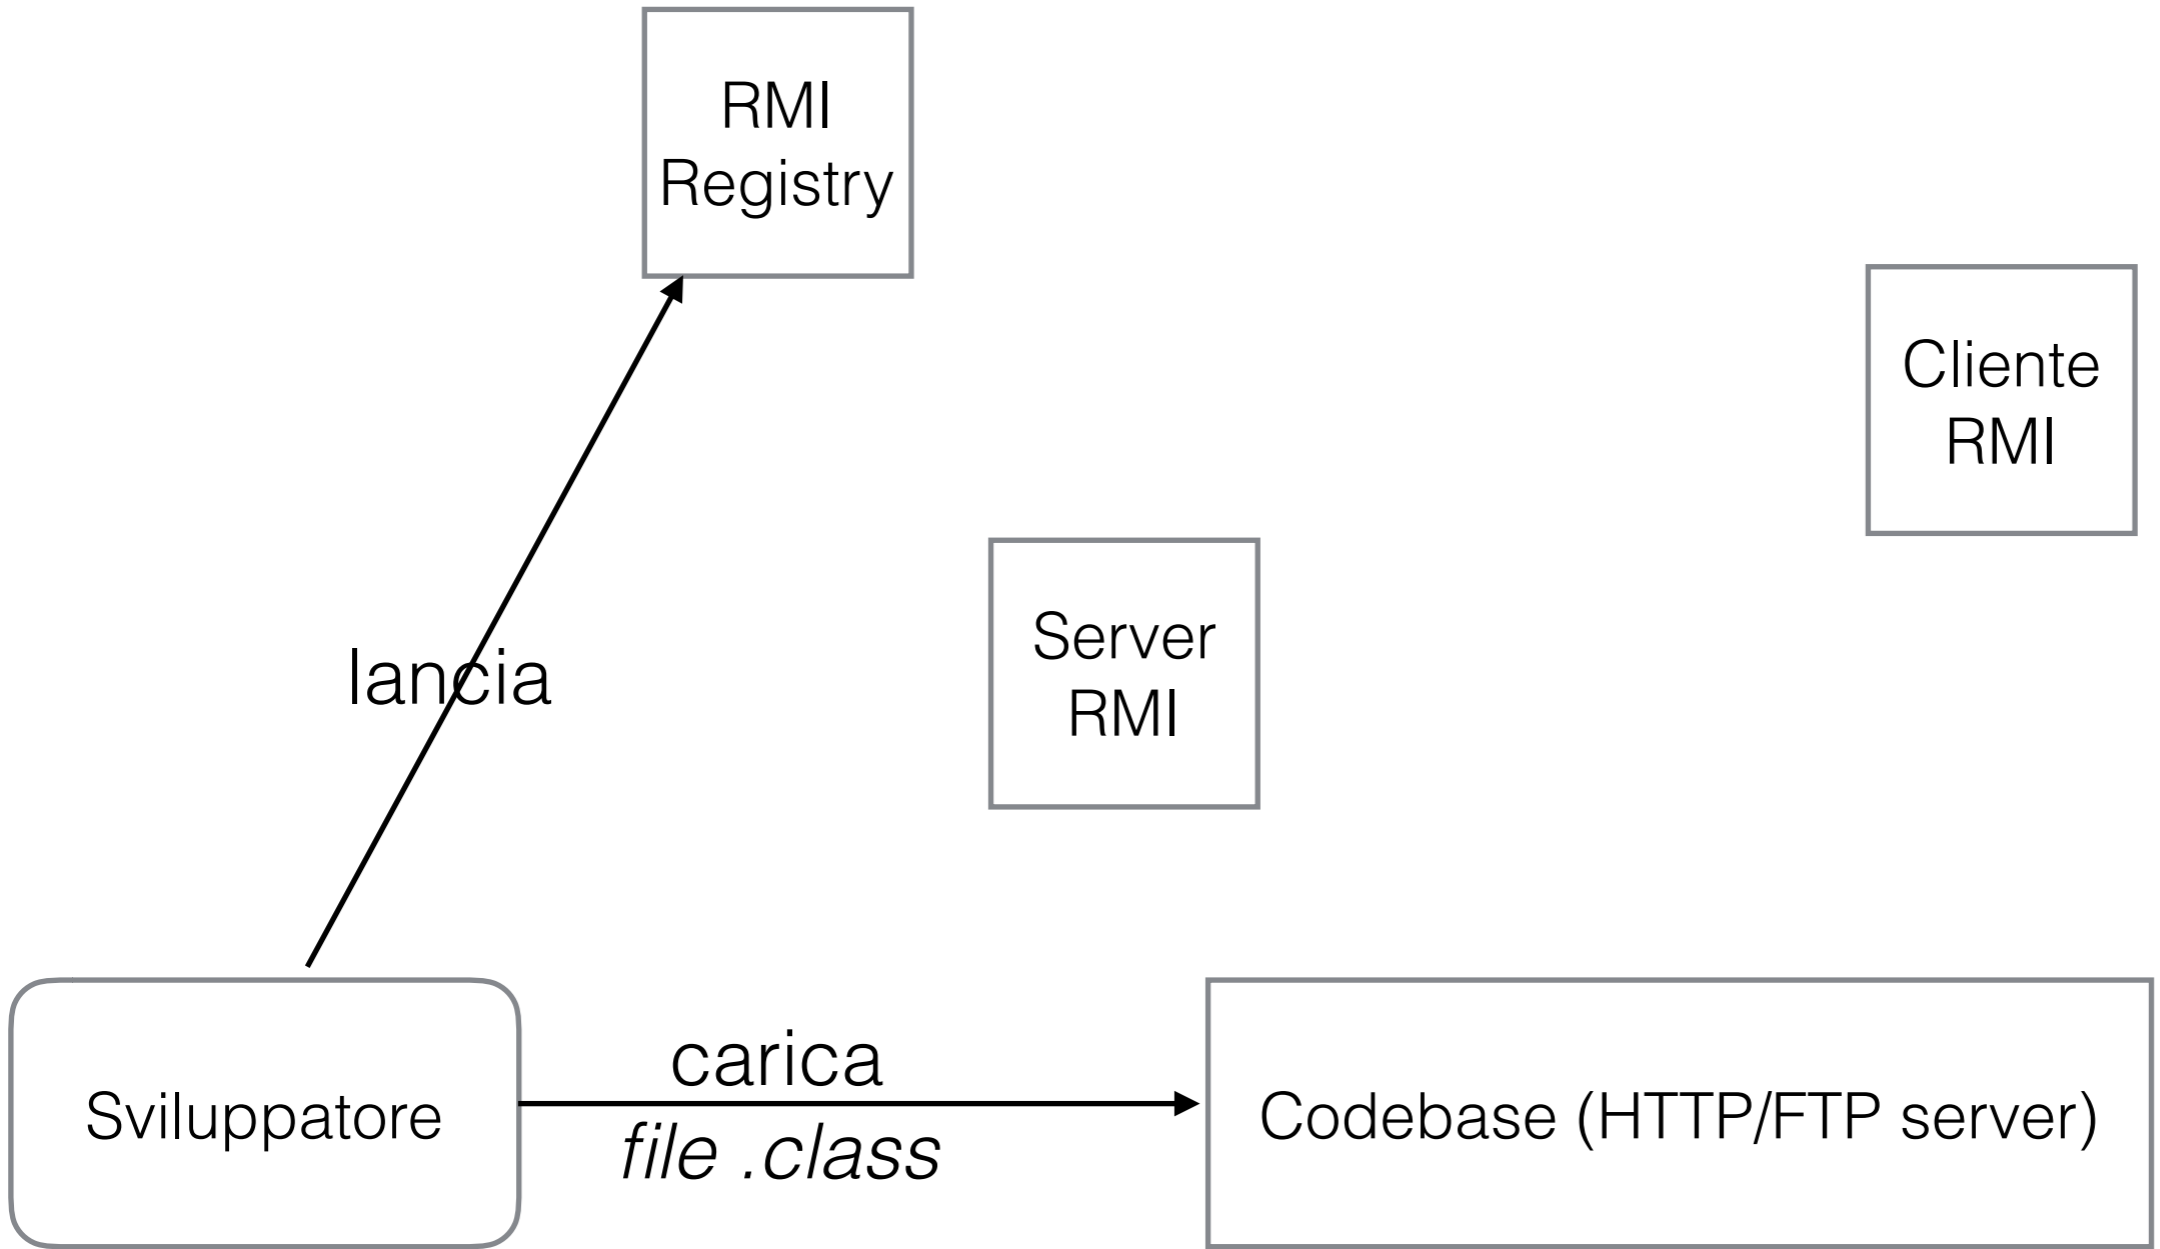 RMI
Registry
Cliente
RMI
Server
RMI
lancia
carica
file .class
Sviluppatore
Codebase (HTTP/FTP server)